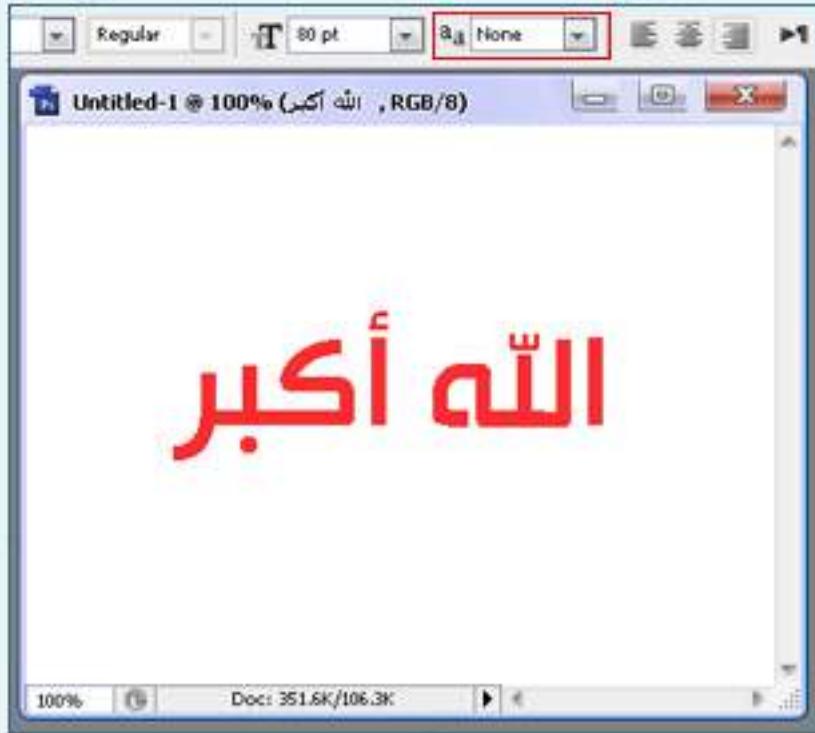 Regular 80 pt aa None
Untitled-1 @ 100% (الله أكبر , RGB/8)
الله أكبر
100% Doc: 351.6K/106.3K